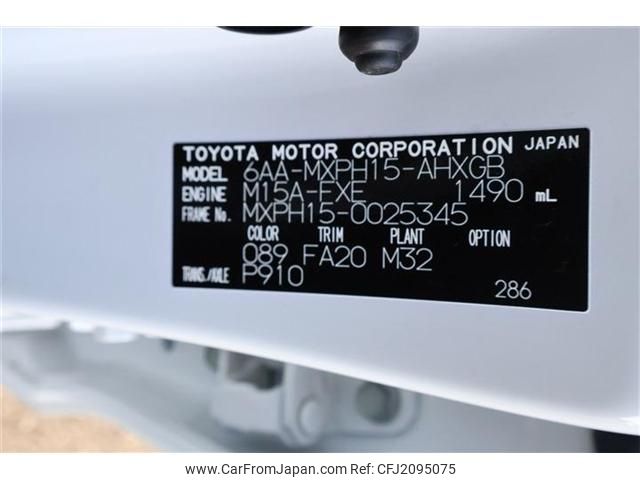 TOYOTA MOTOR CORPORATION JAPAN
MODEL 6AA-MXPH15-AHXGB
ENGINE M15A-FXE 1490 mL
FRAME No. MXPH15-0025345
COLOR TRIM PLANT OPTION
089 FA20 M32
TRANS./AXLE P910
286
www.CarFromJapan.com|ID:CFJ2095075